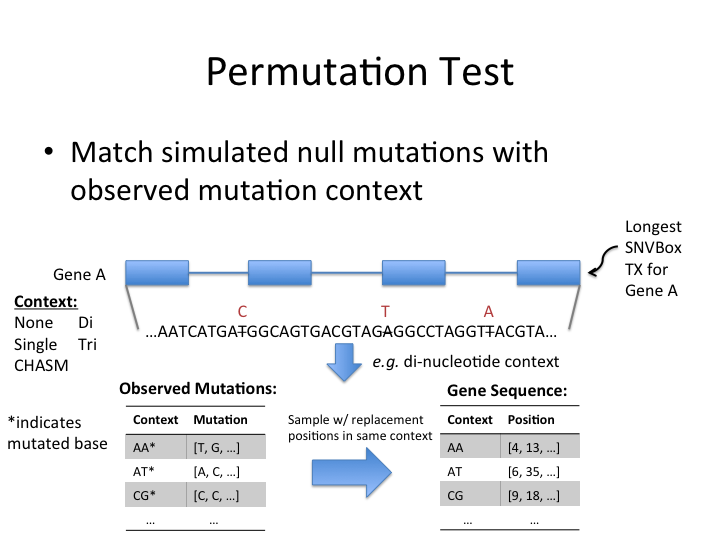 Permutation Test
• Match simulated null mutations with
observed mutation context
Longest
SNVBox
TX for
Gene A
Gene A
Context:
None Di
Single Tri
CHASM
C T A
…AATCATGATGGCAGTGACGTAGAGGCCTAGGTTACGTA…
e.g. di-nucleotide context
Observed Mutations:
Gene Sequence:
*indicates
mutated base
Context Mutation
AA* [T, G, …]
AT* [A, C, …]
CG* [C, C, …]
… …
Sample w/ replacement
positions in same context
Context Position
AA [4, 13, …]
AT [6, 35, …]
CG [9, 18, …]
… …